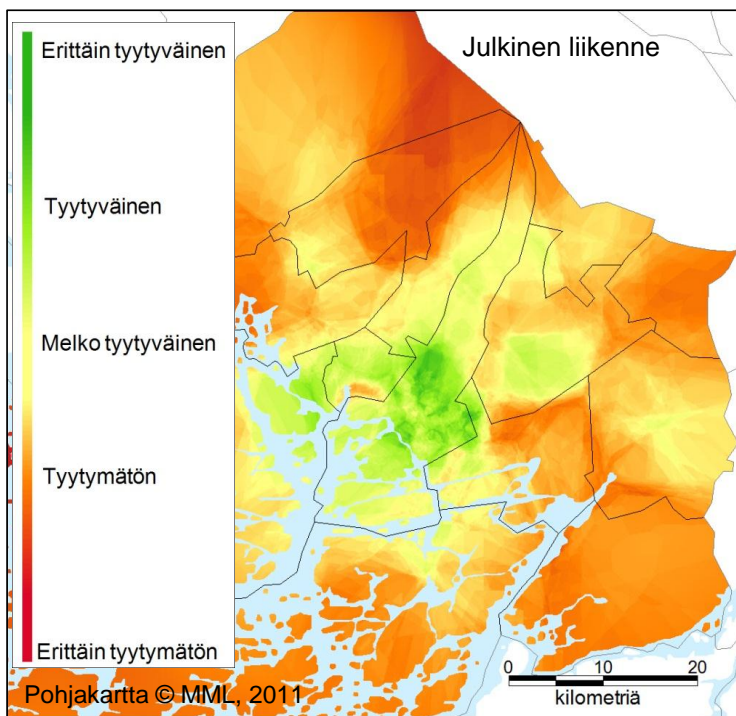 Julkinen liikenne
Erittäin tyytyväinen
Tyytyväinen
Melko tyytyväinen
Tyytymätön
Erittäin tyytymätön
Pohjakartta © MML, 2011
0 10 20
kilometriä